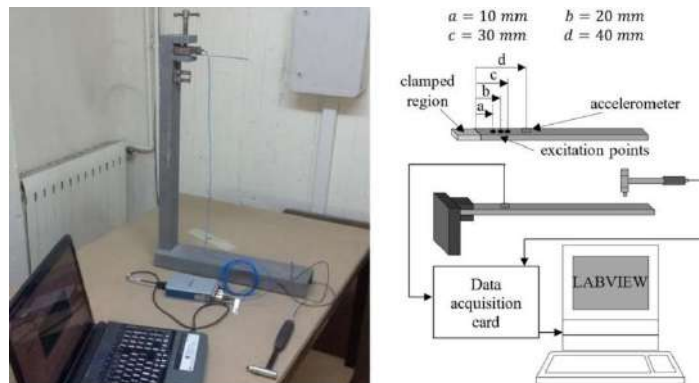 a = 10 mm b = 20 mm
c = 30 mm d = 40 mm
d
c
b
a
clamped
region
accelerometer
excitation points
Data
acquisition
card
LABVIEW